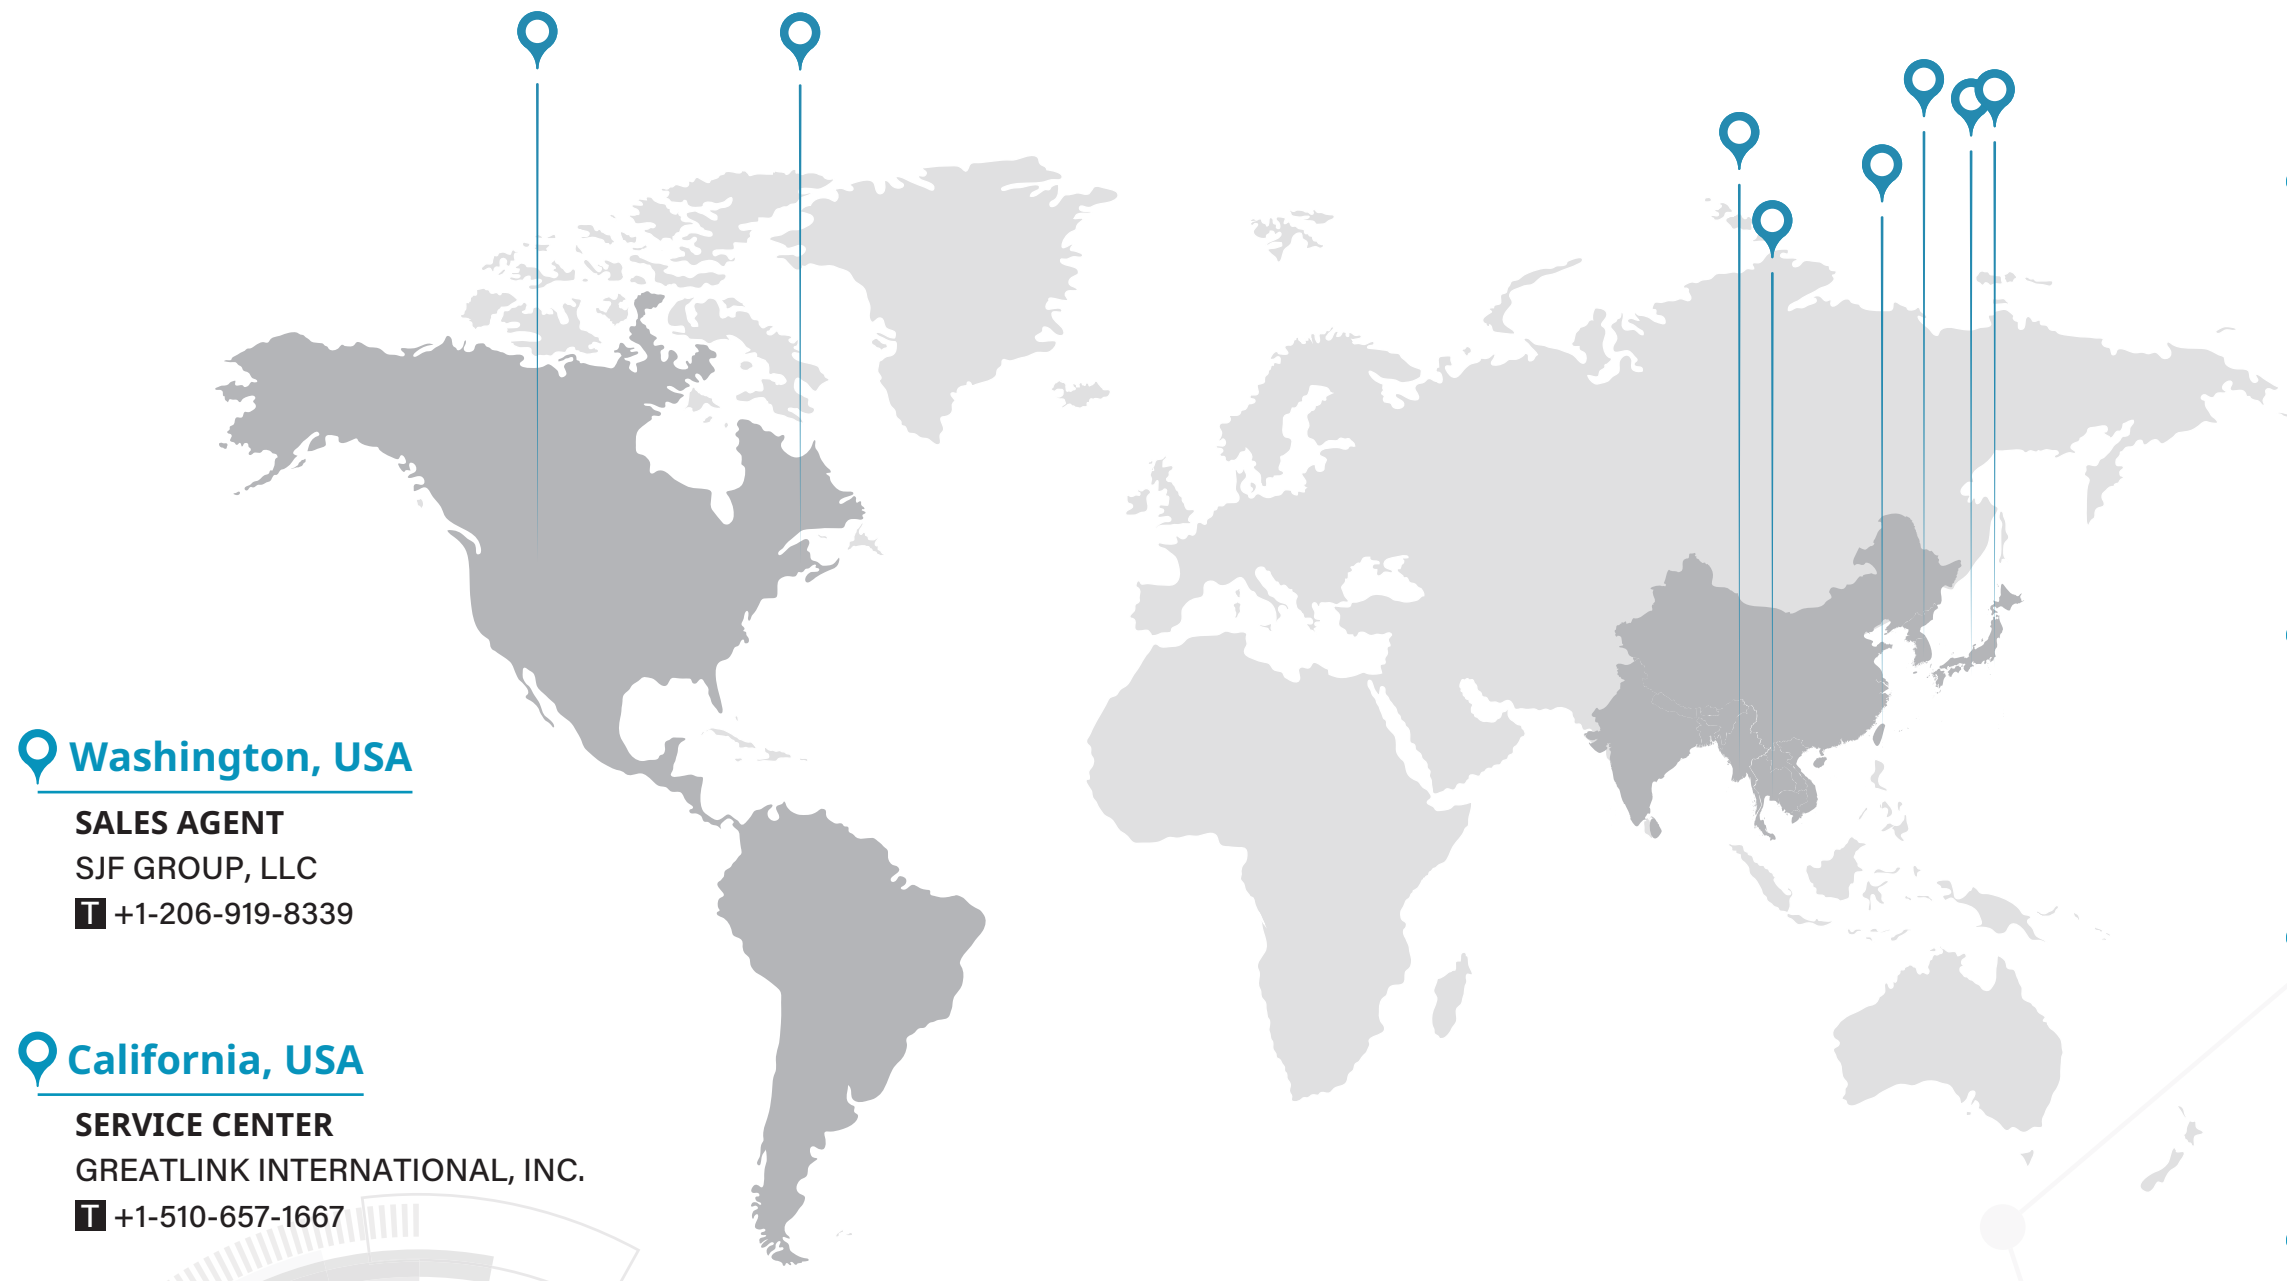 Washington, USA
SALES AGENT
SJF GROUP, LLC
T +1-206-919-8339
California, USA
SERVICE CENTER
GREATLINK INTERNATIONAL, INC.
T +1-510-657-1667